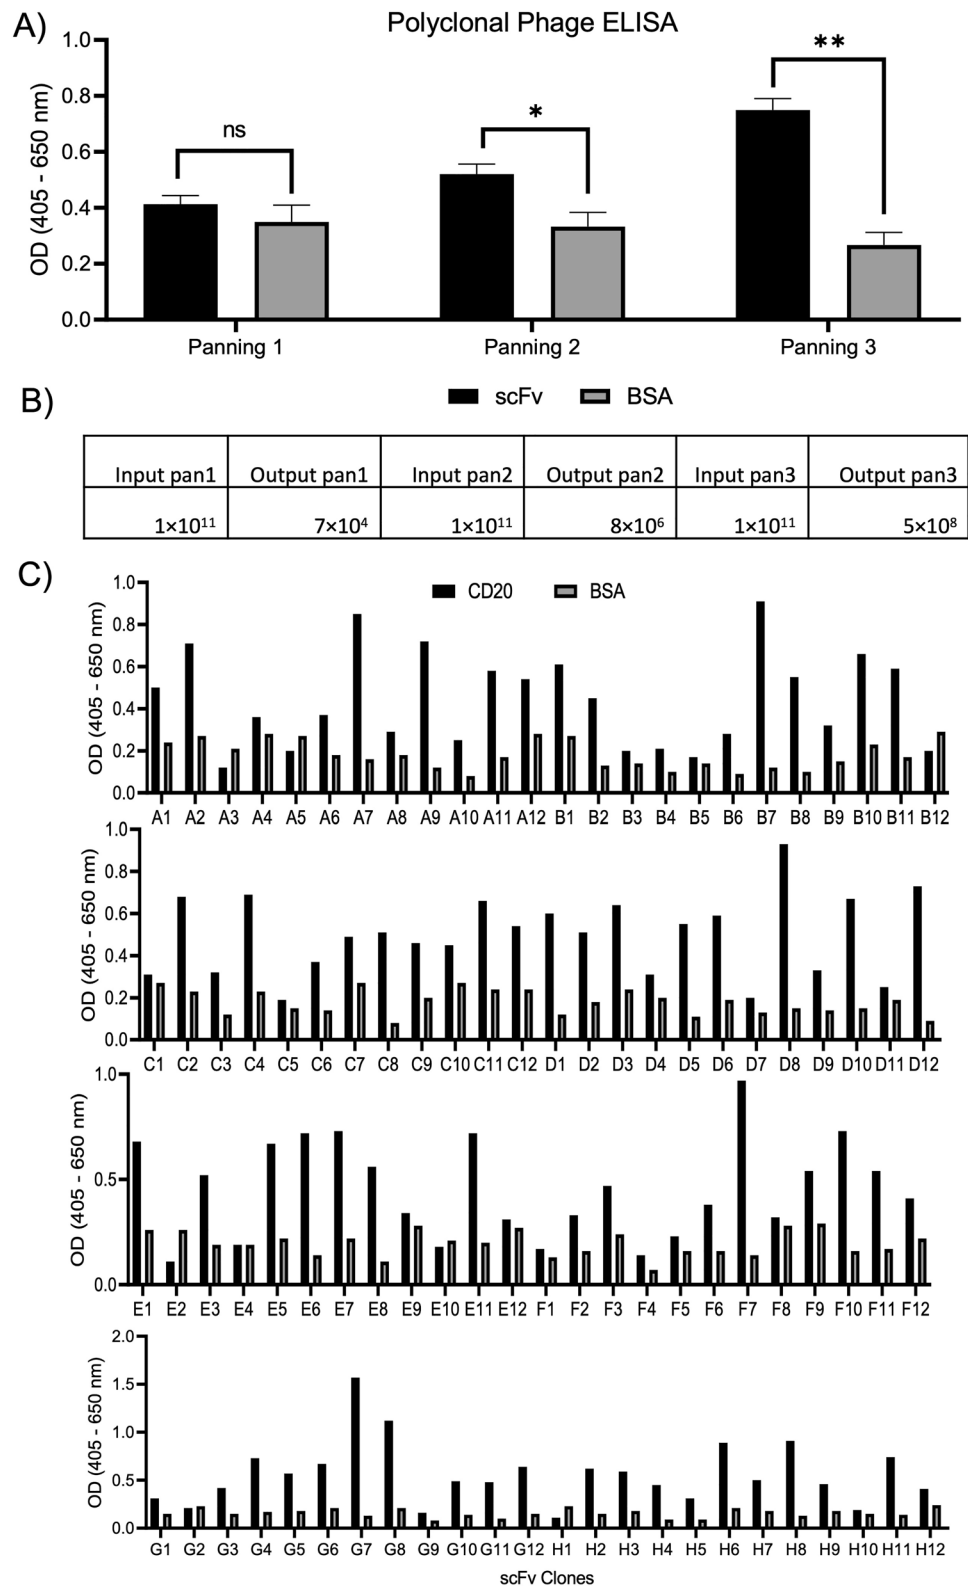 A)
Polyclonal Phage ELISA
OD (405 - 650 nm)
1.0
0.8
0.6
0.4
0.2
0.0
ns
*
**
Panning 1 Panning 2 Panning 3
scFv BSA
B)
Input pan1 Output pan1 Input pan2 Output pan2 Input pan3 Output pan3
1×10¹¹ 7×10⁴ 1×10¹¹ 8×10⁶ 1×10¹¹ 5×10⁸
C)
CD20 BSA
OD (405 - 650 nm)
1.0
0.8
0.6
0.4
0.2
0.0
A1 A2 A3 A4 A5 A6 A7 A8 A9 A10 A11 A12 B1 B2 B3 B4 B5 B6 B7 B8 B9 B10 B11 B12
OD (405 - 650 nm)
1.0
0.8
0.6
0.4
0.2
0.0
C1 C2 C3 C4 C5 C6 C7 C8 C9 C10 C11 C12 D1 D2 D3 D4 D5 D6 D7 D8 D9 D10 D11 D12
OD (405 - 650 nm)
1.0
0.5
0.0
E1 E2 E3 E4 E5 E6 E7 E8 E9 E10 E11 E12 F1 F2 F3 F4 F5 F6 F7 F8 F9 F10 F11 F12
OD (405 - 650 nm)
2.0
1.5
1.0
0.5
0.0
G1 G2 G3 G4 G5 G6 G7 G8 G9 G10 G11 G12 H1 H2 H3 H4 H5 H6 H7 H8 H9 H10 H11 H12
scFv Clones